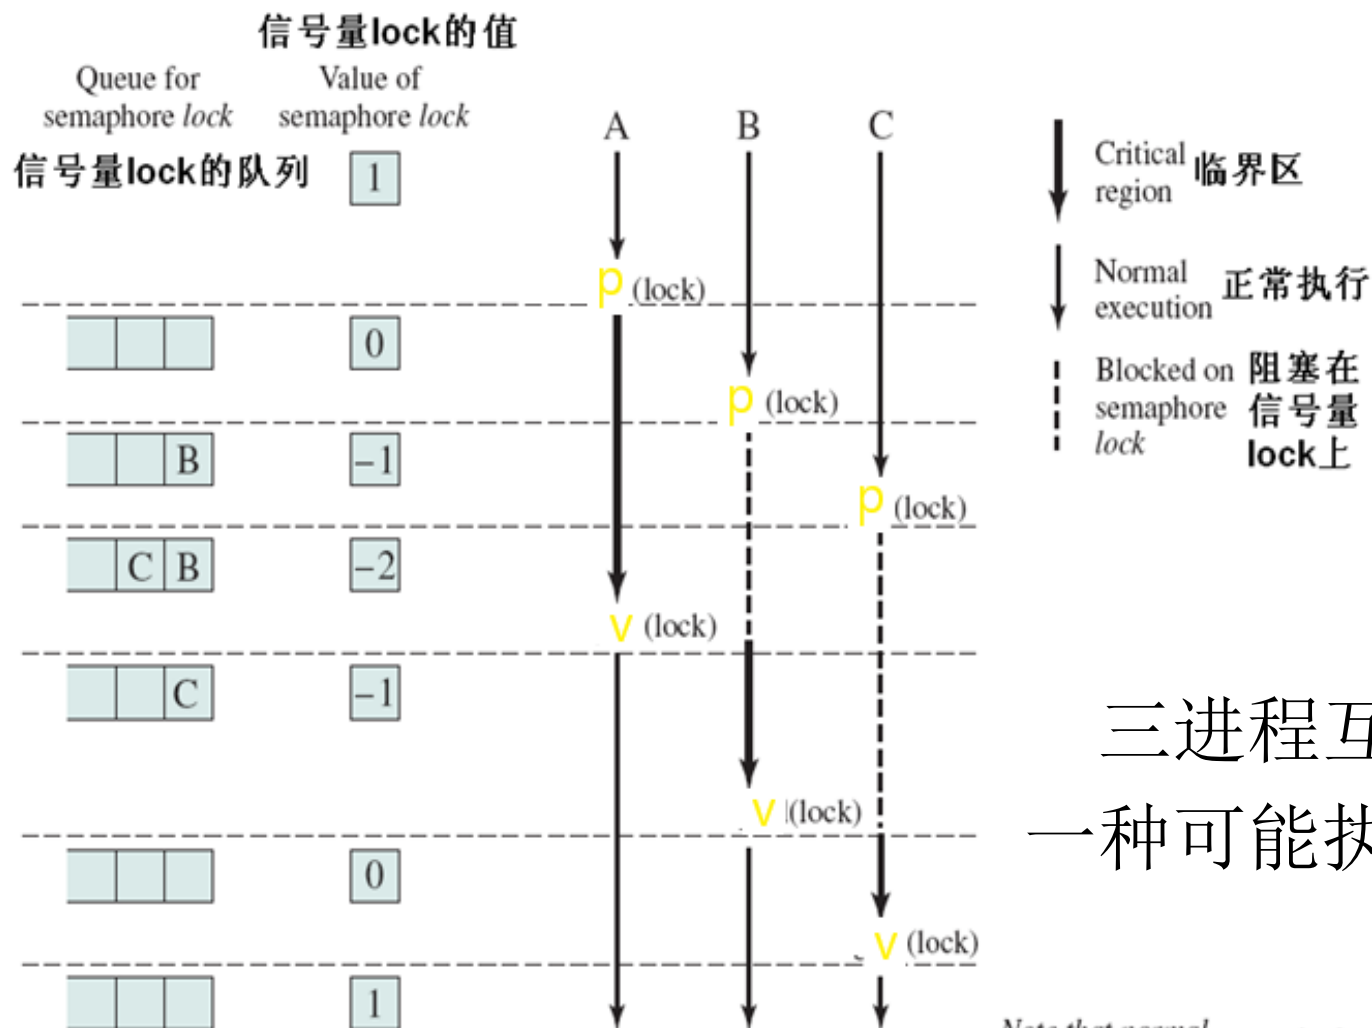 信号量lock的值
Queue for
semaphore lock
Value of
semaphore lock
信号量lock的队列
1
A
B
C
Critical
region
临界区
Normal
execution
正常执行
Blocked on
semaphore
lock
阻塞在
信号量
lock上
p (lock)
0
p (lock)
B
−1
p (lock)
C B
−2
v (lock)
C
−1
三进程互
一种可能执
v (lock)
0
v (lock)
1
Note that normal